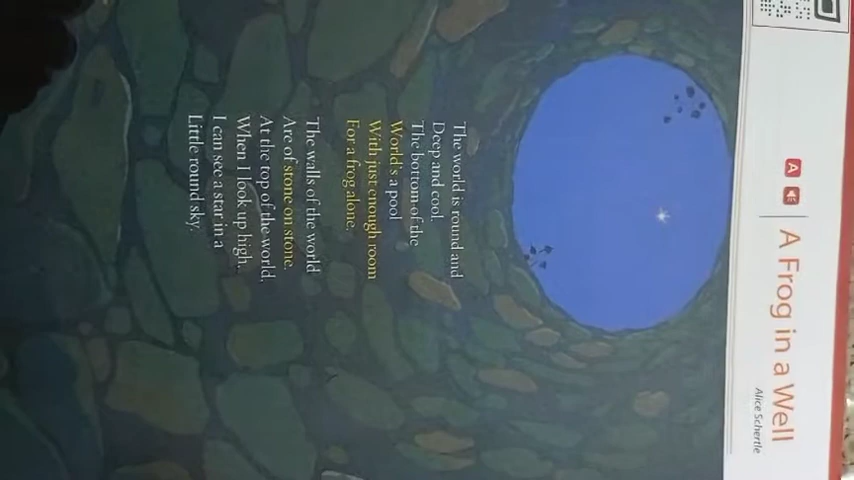 A
A Frog in a Well
Alice Schertle
The world is round and
Deep and cool.
The bottom of the
World's a pool
With just enough room
For a frog alone.
The walls of the world
Are of stone on stone.
At the top of the world,
When I look up high,
I can see a star in a
Little round sky.